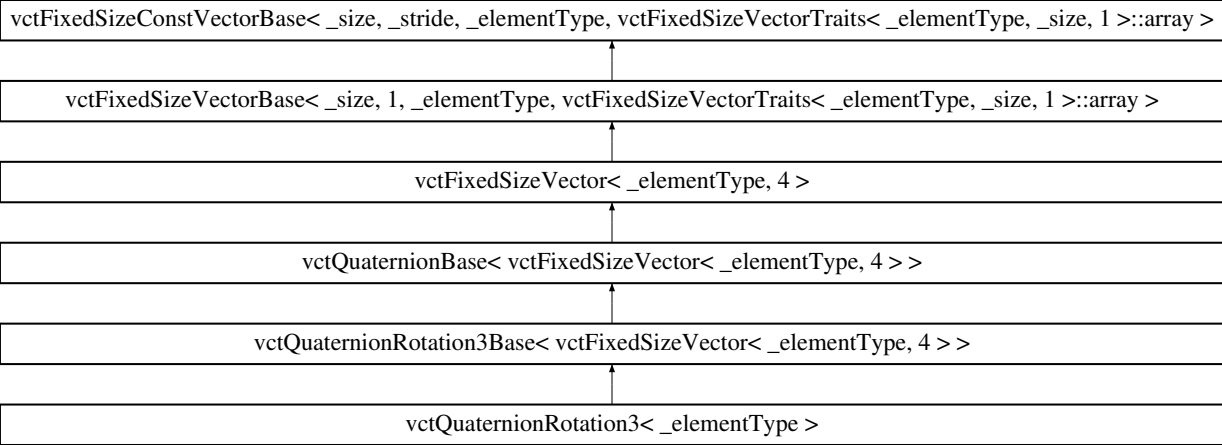 vctFixedSizeConstVectorBase< _size, _stride, _elementType, vctFixedSizeVectorTraits< _elementType, _size, 1 >::array >
vctFixedSizeVectorBase< _size, 1, _elementType, vctFixedSizeVectorTraits< _elementType, _size, 1 >::array >
vctFixedSizeVector< _elementType, 4 >
vctQuaternionBase< vctFixedSizeVector< _elementType, 4 > >
vctQuaternionRotation3Base< vctFixedSizeVector< _elementType, 4 > >
vctQuaternionRotation3< _elementType >